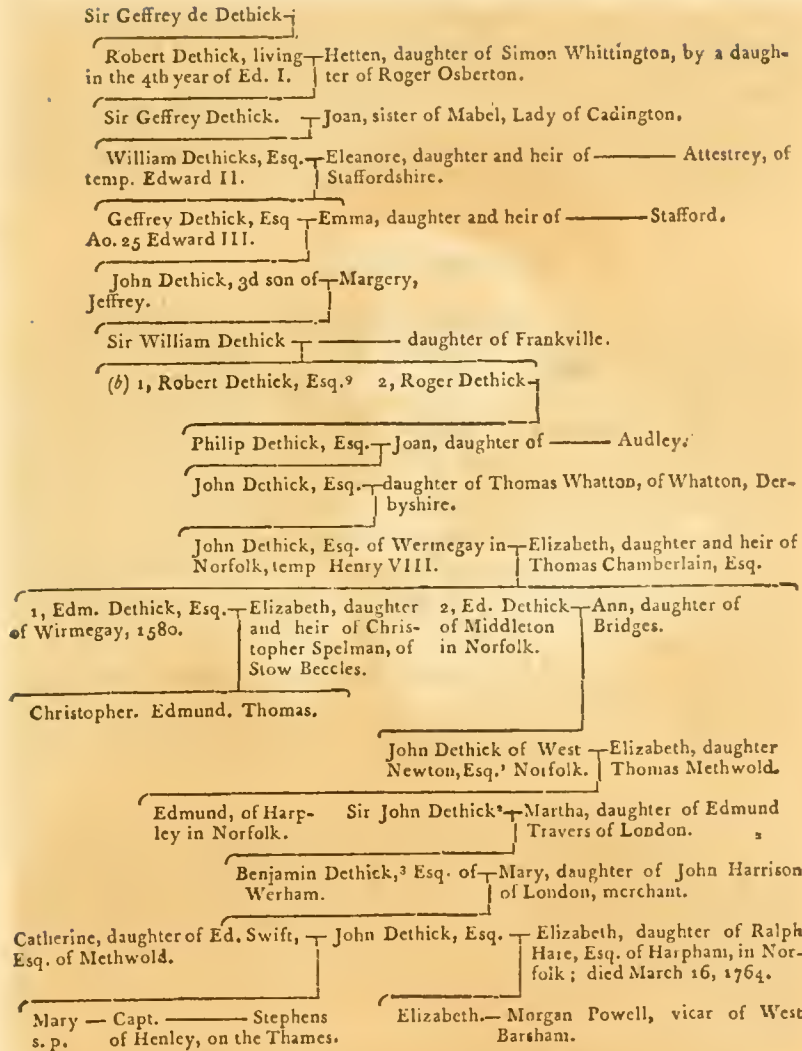 Sir Geffrey de Dethick
Robert Dethick, living Hetten, daughter of Simon Whittington, by a daugh-
in the 4th year of Ed. I. ter of Roger Osberton.
Sir Geffrey Dethick. Joan, sister of Mabel, Lady of Cadington.
William Dethicks, Esq. Eleanore, daughter and heir of —— Attestrey, of
temp. Edward II. Staffordshire.
Geffrey Dethick, Esq Emma, daughter and heir of —— Stafford.
Ao. 25 Edward III.
John Dethick, 3d son of Margery,
Jeffrey.
Sir William Dethick —— daughter of Frankville.
(b) 1, Robert Dethick, Esq.⁹ 2, Roger Dethick
Philip Dethick, Esq. Joan, daughter of —— Audley.
John Dethick, Esq. daughter of Thomas Whatton, of Whatton, Der-
byshire.
John Dethick, Esq. of Wermegay in Elizabeth, daughter and heir of
Norfolk, temp Henry VIII. Thomas Chamberlain, Esq.
1, Edm. Dethick, Esq. Elizabeth, daughter 2, Ed. Dethick Ann, daughter of
of Wirmegay, 1580. and heir of Chris- of Middleton Bridges.
topher Spelman, of in Norfolk.
Stow Beccles.
Christopher. Edmund. Thomas.
John Dethick of West Elizabeth, daughter
Newton, Esq.¹ Norfolk. Thomas Methwold.
Edmund, of Harp- Sir John Dethick² Martha, daughter of Edmund
ley in Norfolk. Travers of London.
Benjamin Dethick,³ Esq. of Mary, daughter of John Harrison
Werham. of London, merchant.
Catherine, daughter of Ed. Swift, John Dethick, Esq. Elizabeth, daughter of Ralph
Esq. of Methwold. Hare, Esq. of Harpham, in Nor-
folk; died March 16, 1764.
Mary — Capt. —— Stephens Elizabeth.— Morgan Powell, vicar of West
s. p. of Henley, on the Thames. Barsham.